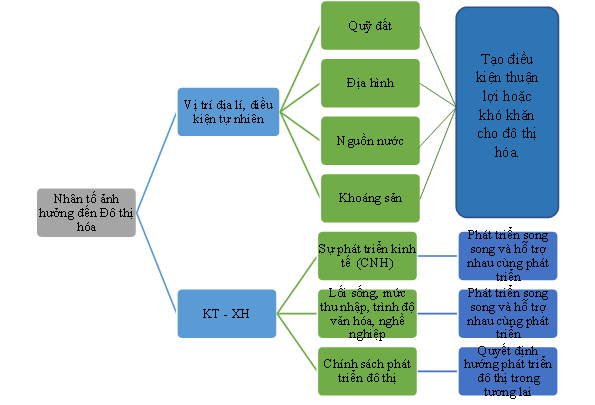 Nhân tố ảnh
hưởng đến Đô thị
hóa
Vị trí địa lí, điều
kiện tự nhiên
Quỹ đất
Địa hình
Nguồn nước
Khoáng sản
Tạo điều
kiện thuận
lợi hoặc
khó khăn
cho đô thị
hóa.
KT - XH
Sự phát triển kinh
tế (CNH)
Phát triển song
song và hỗ trợ
nhau cùng phát
triển
Lối sống, mức
thu nhập, trình độ
văn hóa, nghề
nghiệp
Phát triển song
song và hỗ trợ
nhau cùng phát
triển
Chính sách phát
triển đô thị
Quyết định
hướng phát triển
đô thị trong
tương lai